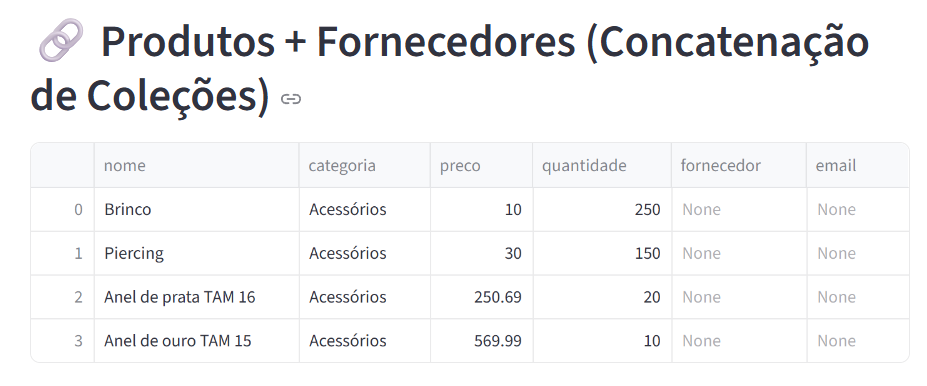 🔗 Produtos + Fornecedores (Concatenação
de Coleções)
nome categoria preco quantidade fornecedor email
0 Brinco Acessórios 10 250 None None
1 Piercing Acessórios 30 150 None None
2 Anel de prata TAM 16 Acessórios 250.69 20 None None
3 Anel de ouro TAM 15 Acessórios 569.99 10 None None